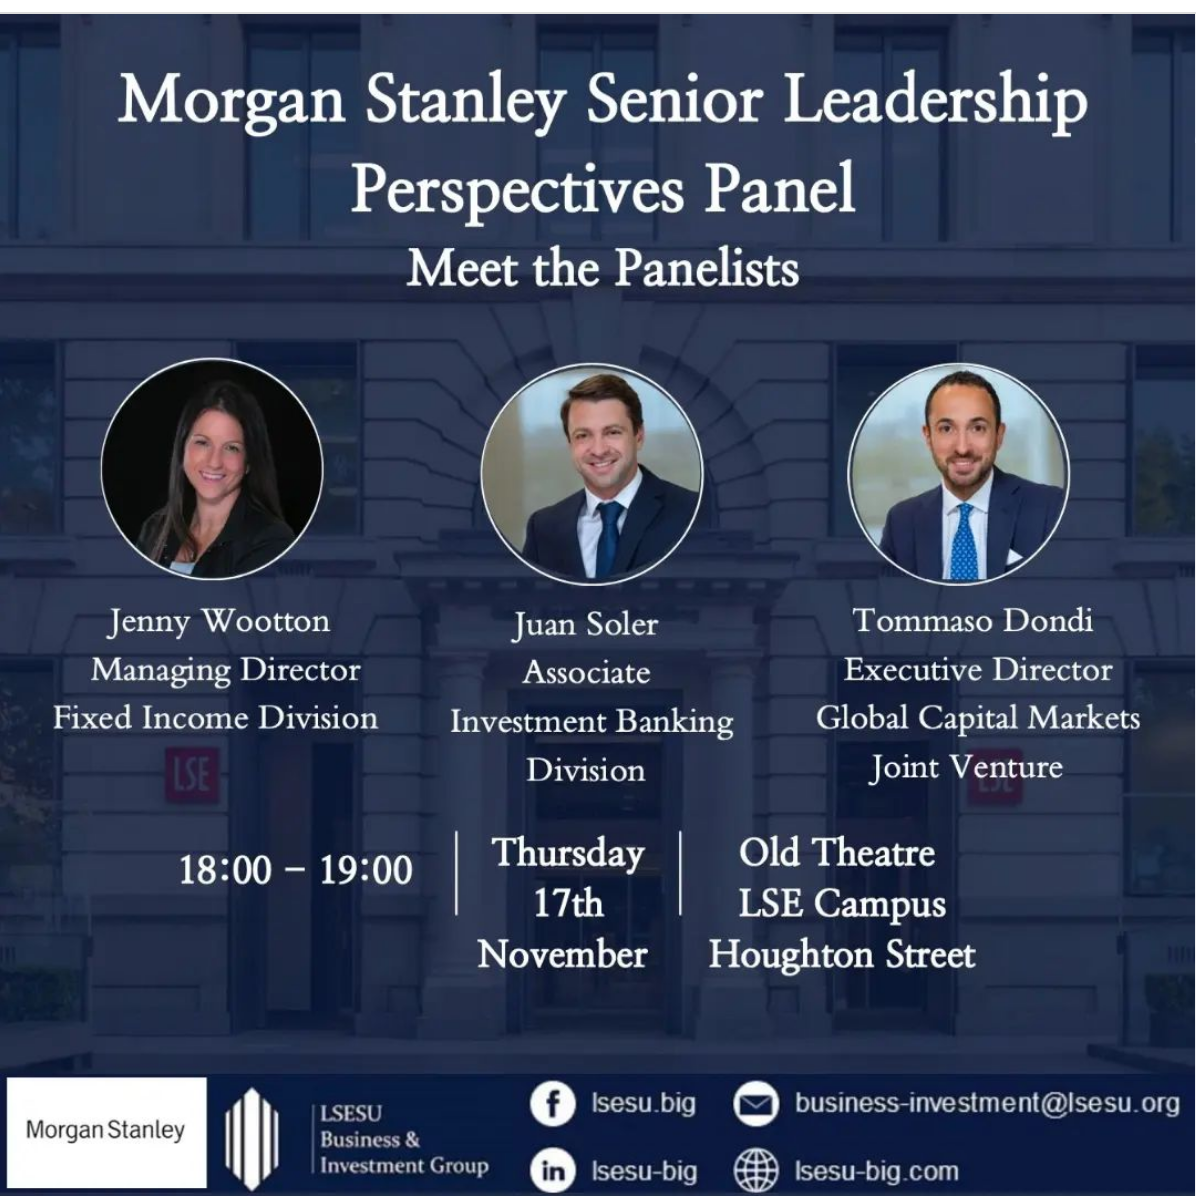 Morgan Stanley Senior Leadership
Perspectives Panel
Meet the Panelists
Jenny Wootton
Managing Director
Fixed Income Division
Juan Soler
Associate
Investment Banking
Division
Tommaso Dondi
Executive Director
Global Capital Markets
Joint Venture
LSE
LSE
18:00 – 19:00
Thursday
17th
November
Old Theatre
LSE Campus
Houghton Street
Morgan Stanley
LSESU
Business &
Investment Group
f lsesu.big
in lsesu-big
business-investment@lsesu.org
lsesu-big.com